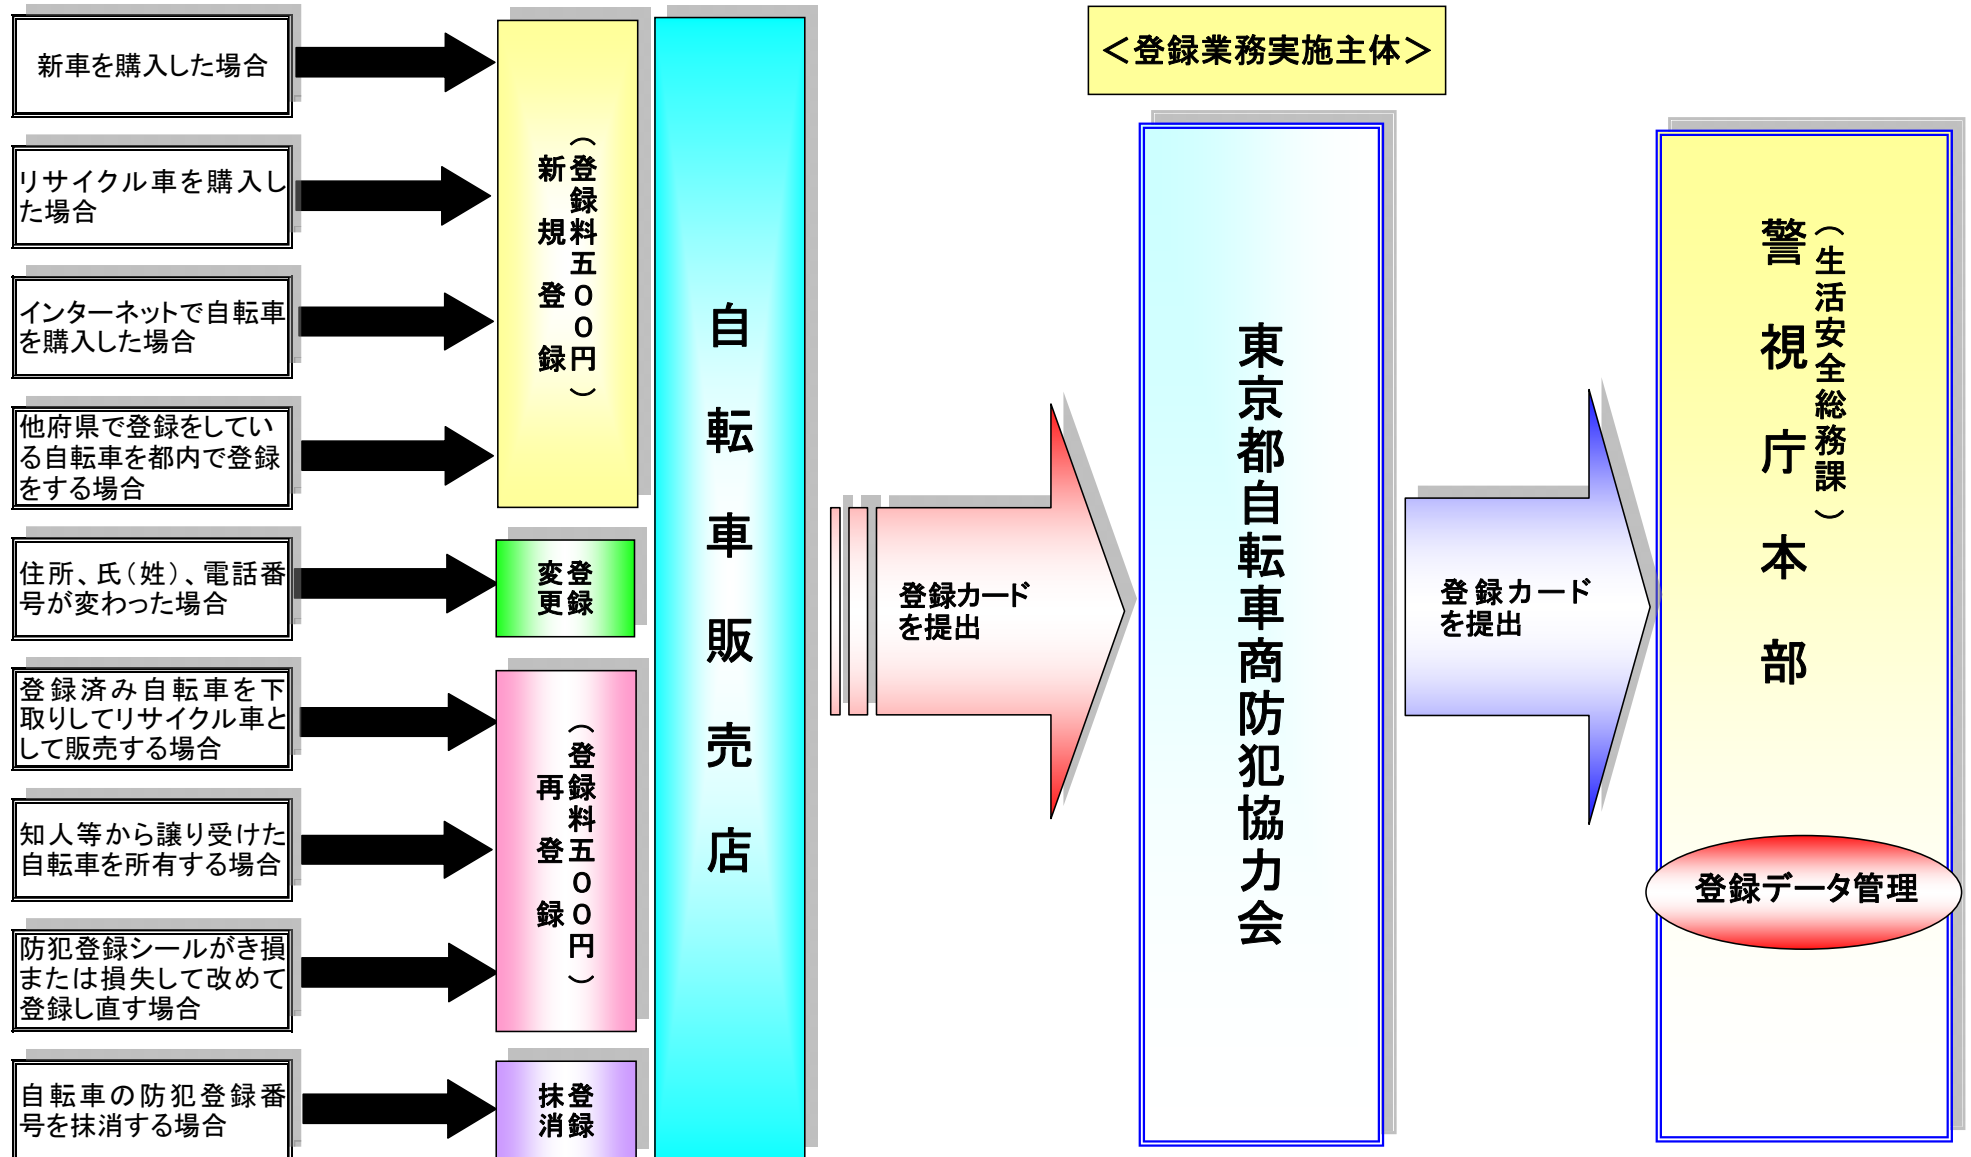 新車を購入した場合
リサイクル車を購入し
た場合
インターネットで自転車
を購入した場合
他府県で登録をしてい
る自転車を都内で登録
をする場合
住所、氏(姓)、電話番
号が変わった場合
登録済み自転車を下
取りしてリサイクル車と
して販売する場合
知人等から譲り受けた
自転車を所有する場合
防犯登録シールがき損
または損失して改めて
登録し直す場合
自転車の防犯登録番
号を抹消する場合
(登録料五00円)
新規登録
登録
変更
(登録料五00円)
再登録
登録
抹消
自転車販売店
登録カード
を提出
<登録業務実施主体>
東京都自転車商防犯協力会
登録カード
を提出
(生活安全総務課)
警視庁本部
登録データ管理